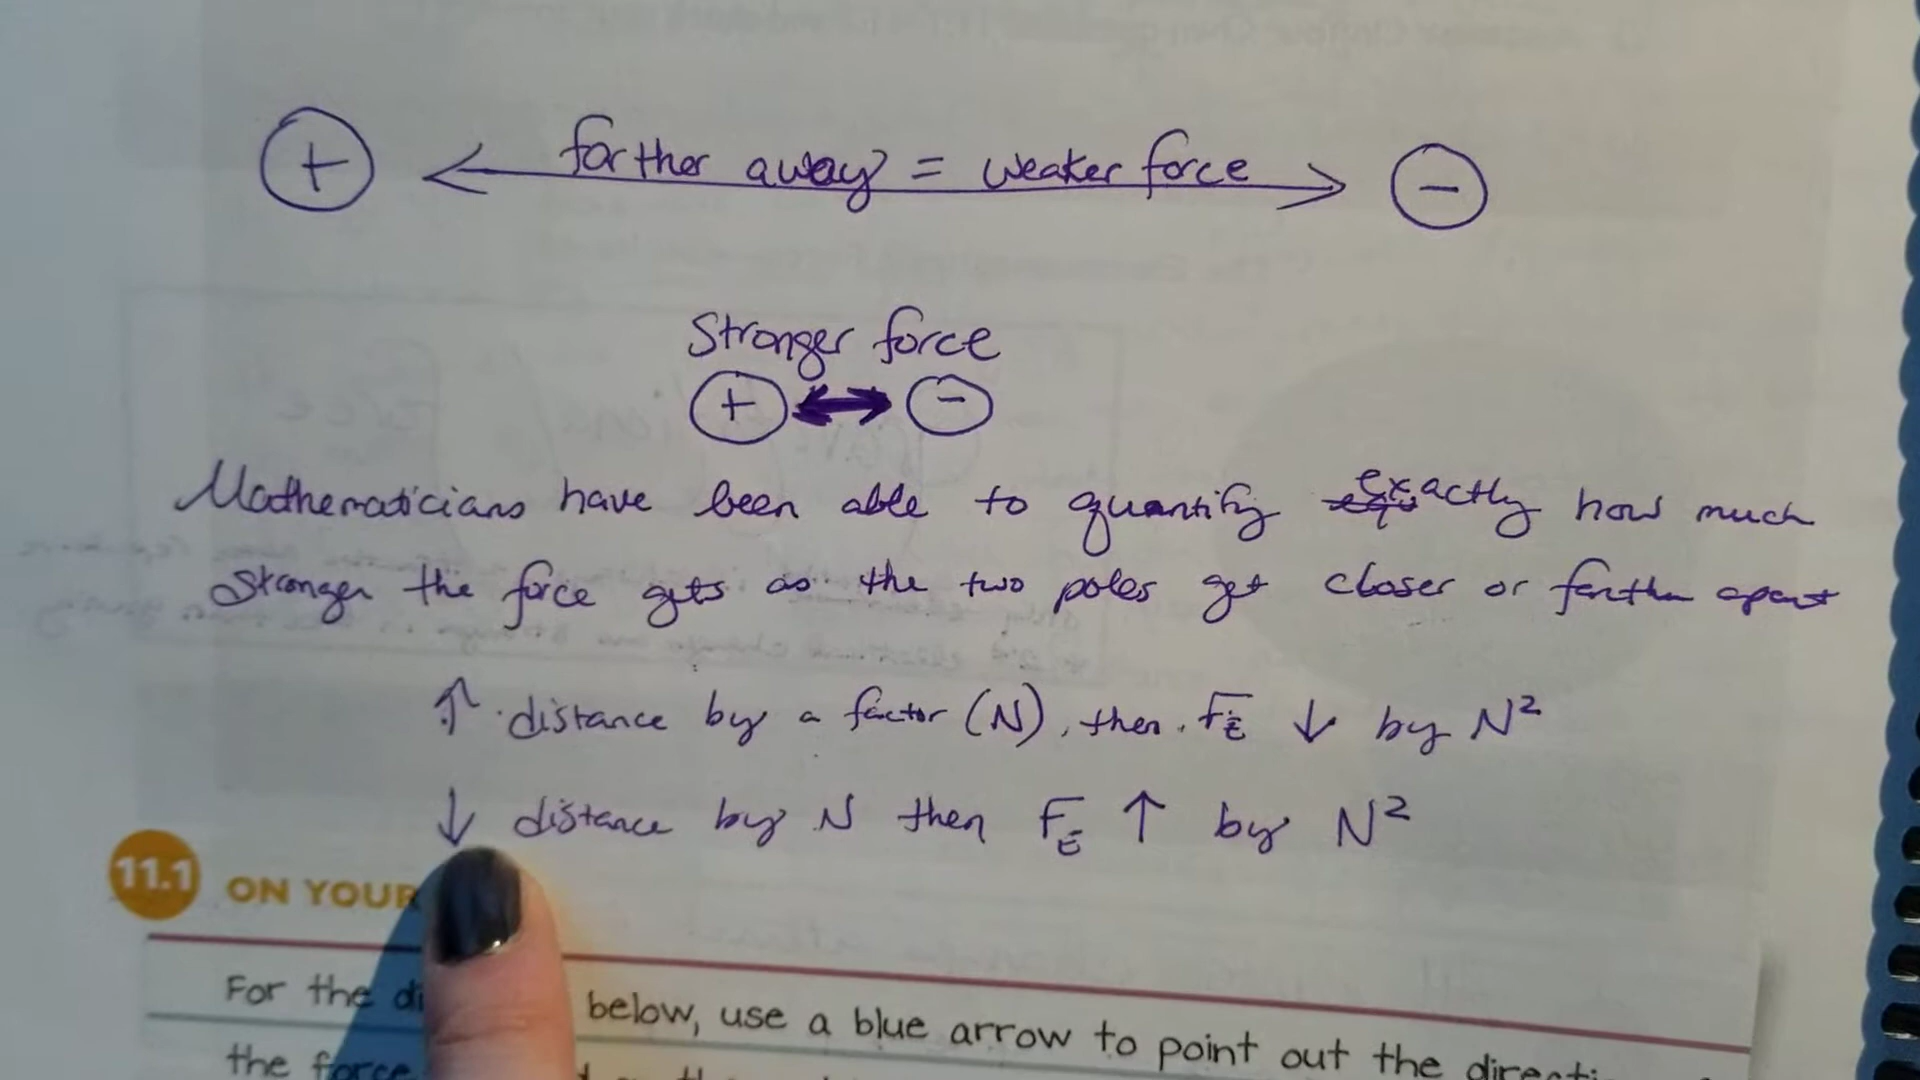 + farther away = weaker force -
Stronger force
+ -
Mathematicians have been able to quantify exactly how much
stronger the force gets as the two poles get closer or farther apart
↑ distance by a factor (N), then FE ↓ by N²
↓ distance by N then FE ↑ by N²
11.1 ON YOUR
For the di below, use a blue arrow to point out the
the force